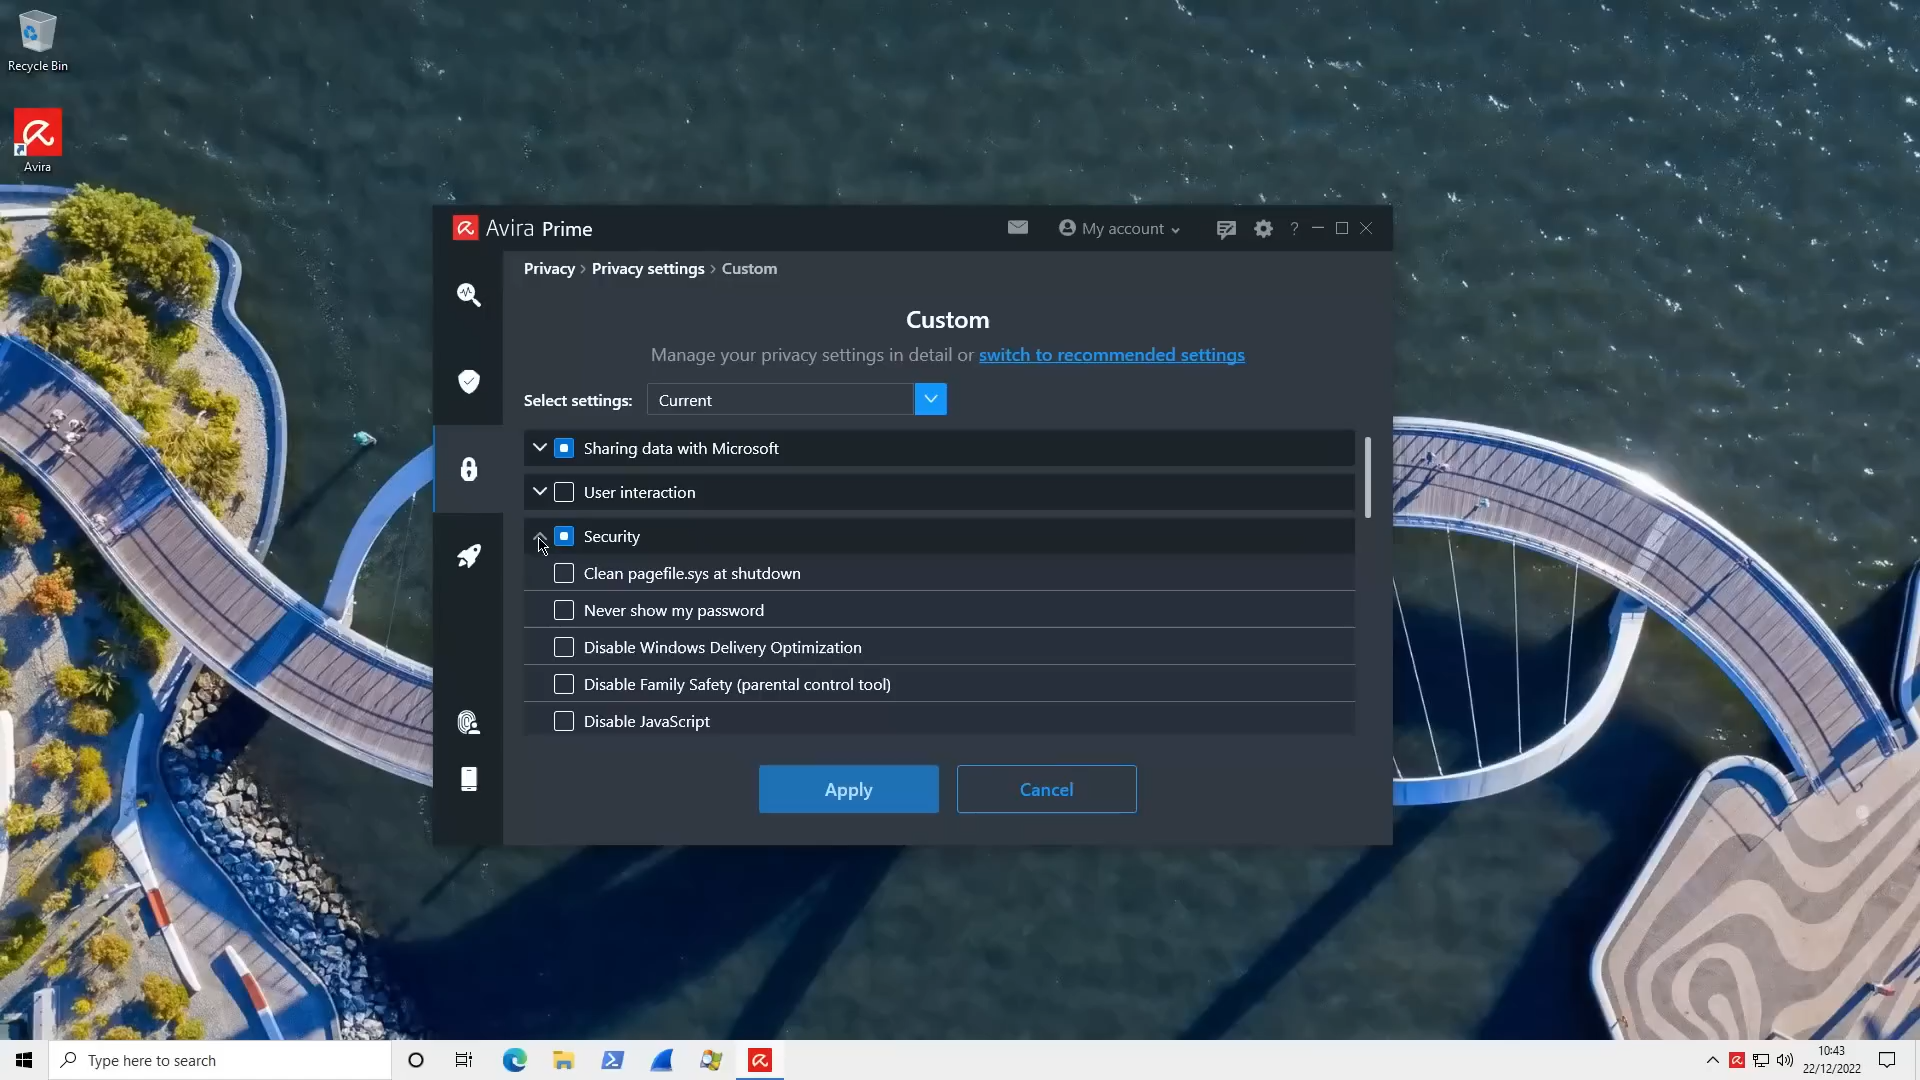 Recycle Bin
Avira
Avira Prime
My account
?
Privacy › Privacy settings › Custom
Custom
Manage your privacy settings in detail or switch to recommended settings
Select settings: Current
Sharing data with Microsoft
User interaction
Security
Clean pagefile.sys at shutdown
Never show my password
Disable Windows Delivery Optimization
Disable Family Safety (parental control tool)
Disable JavaScript
Apply
Cancel
Type here to search
10:43
22/12/2022